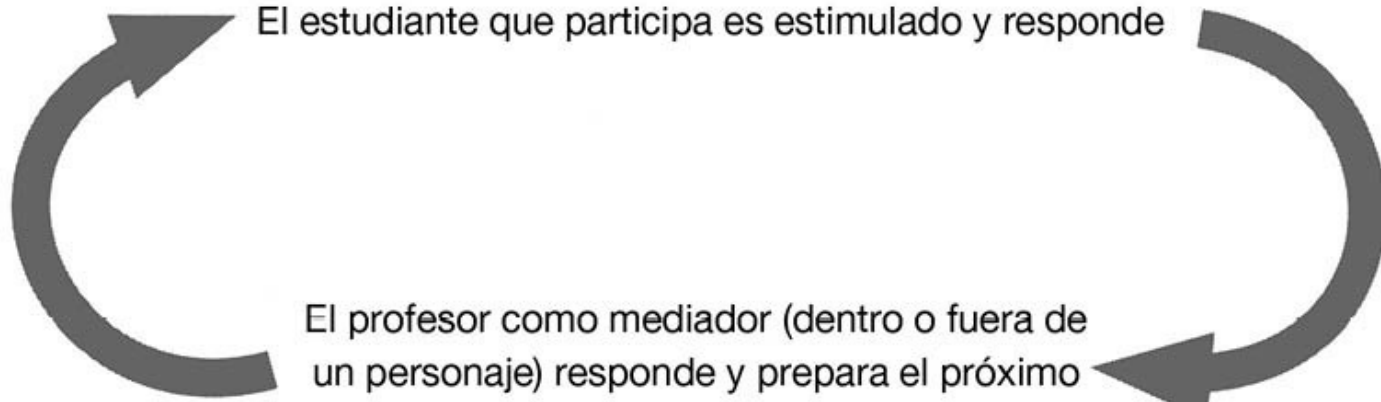 El estudiante que participa es estimulado y responde
El profesor como mediador (dentro o fuera de
un personaje) responde y prepara el próximo